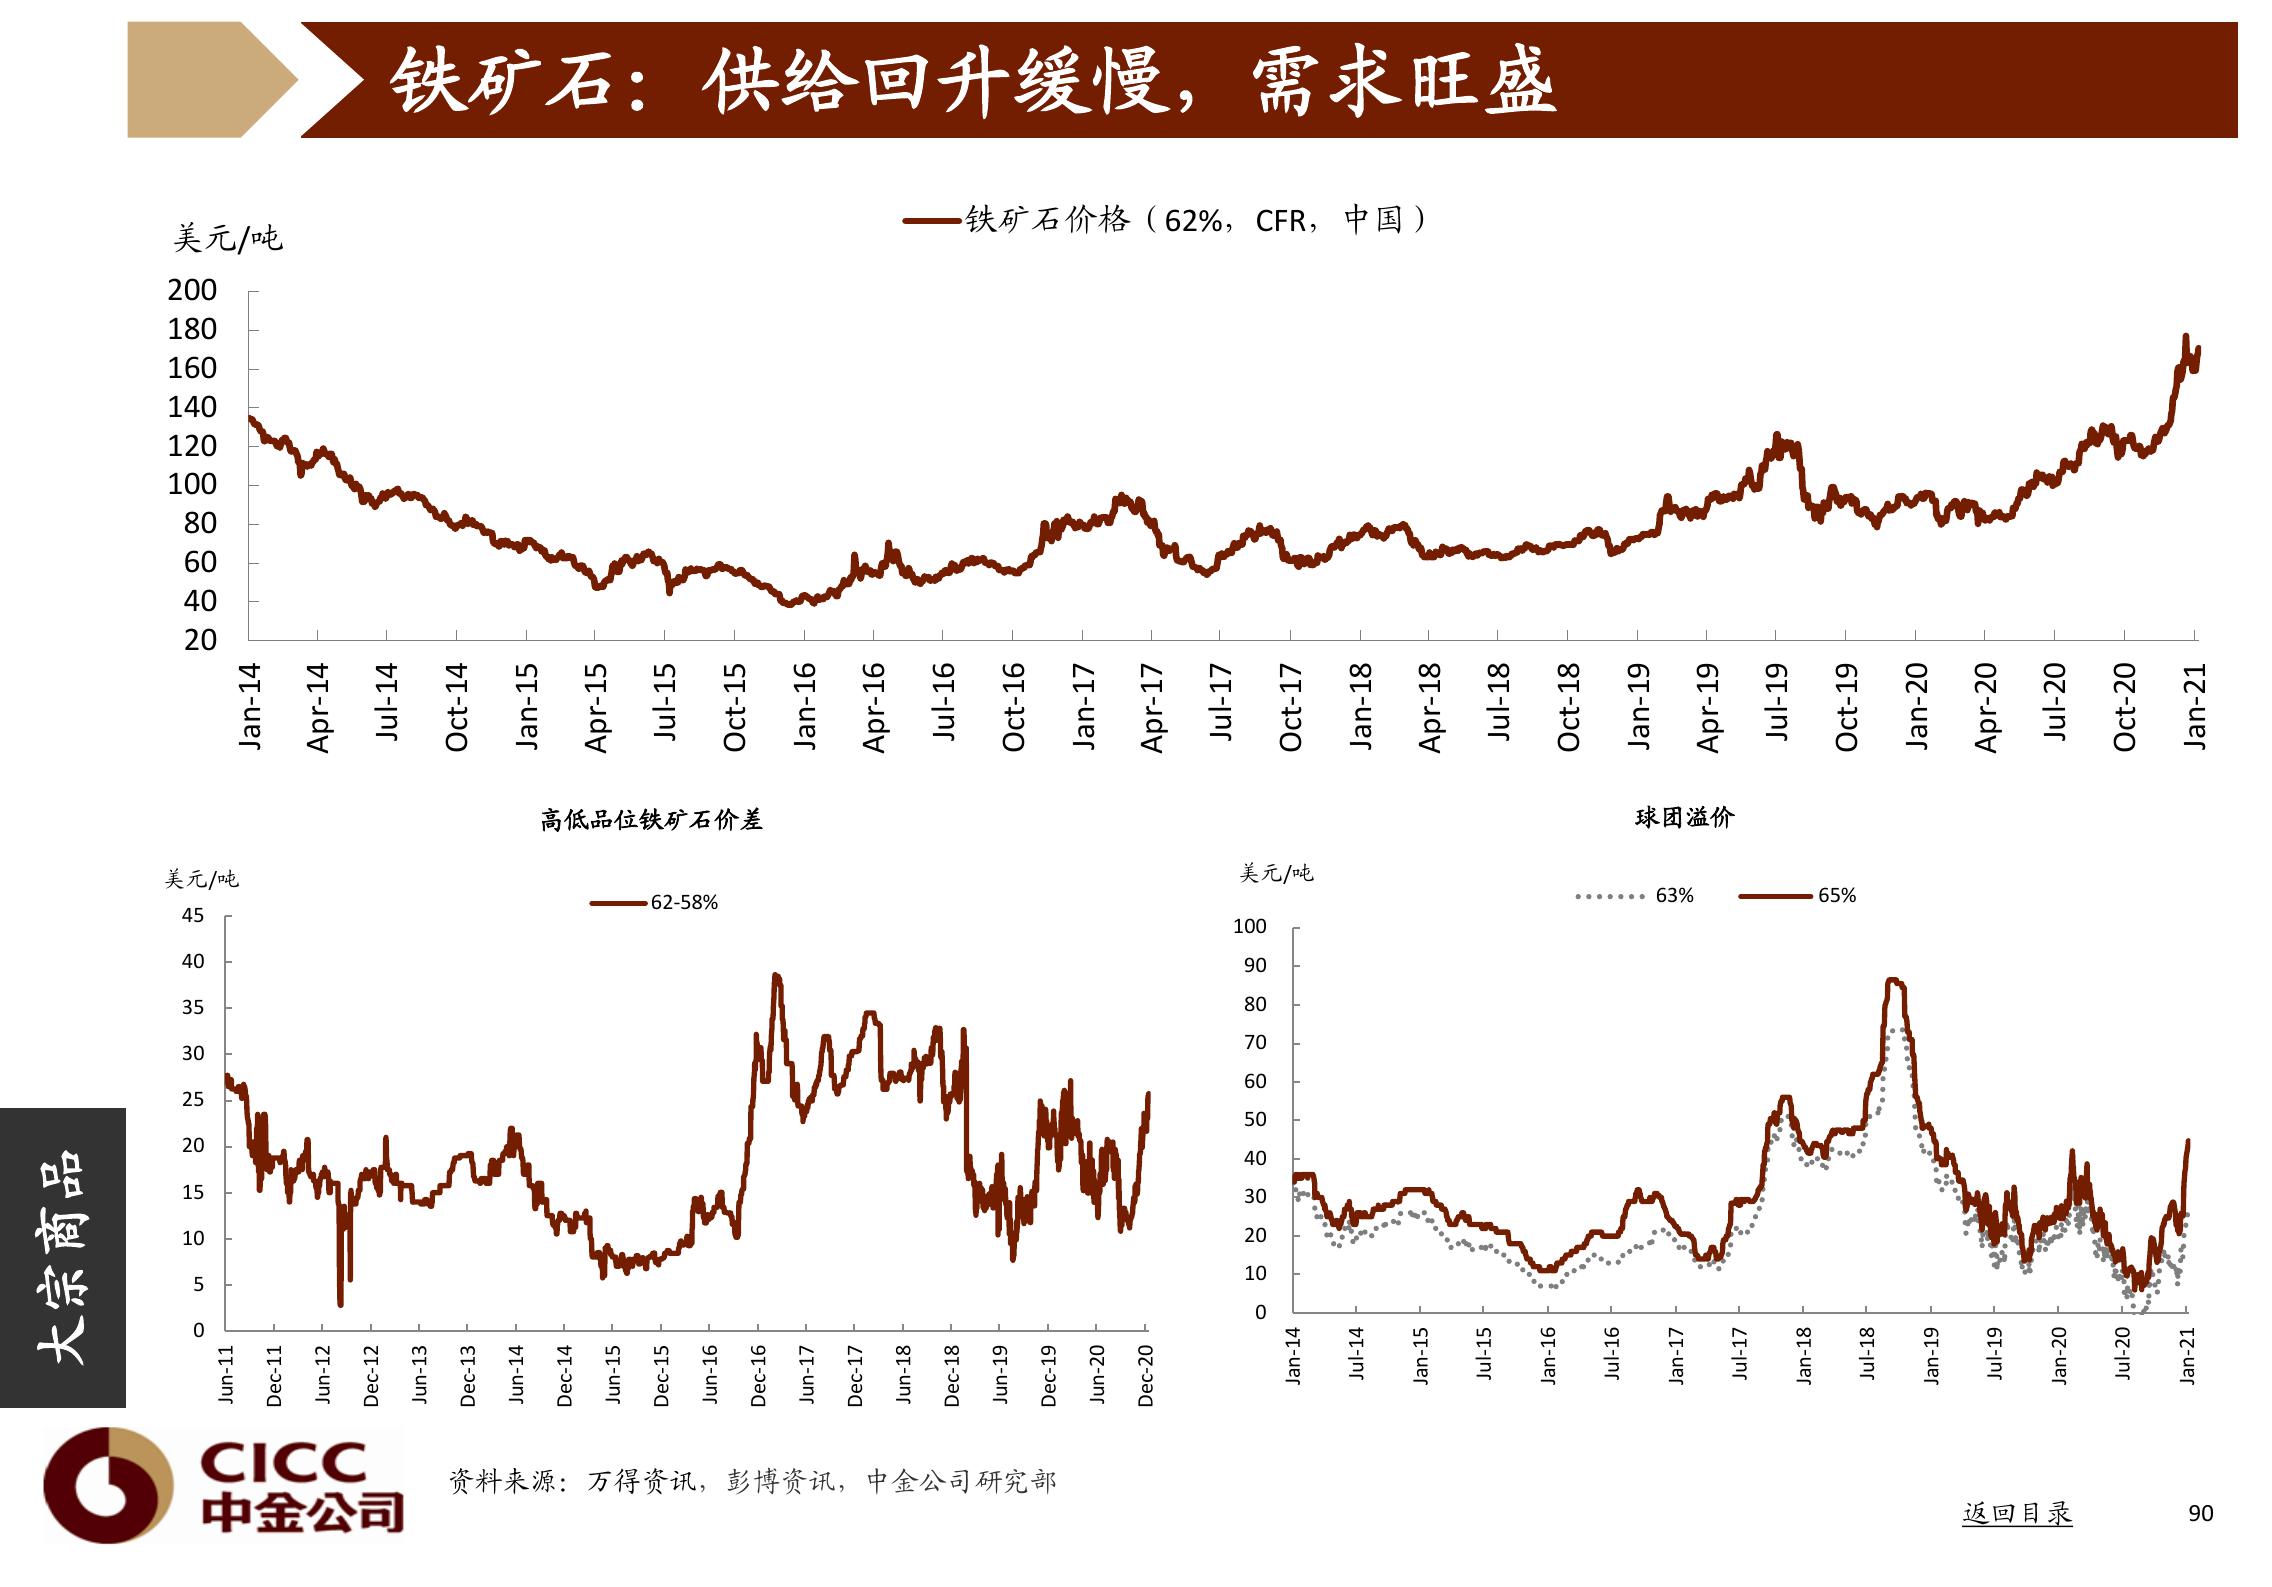 铁矿石：供给回升缓慢，需求旺盛
铁矿石价格（62%，CFR，中国）
美元/吨
200
180
160
140
120
100
80
60
40
20
Jan-14
Apr-14
Jul-14
Oct-14
Jan-15
Apr-15
Jul-15
Oct-15
Jan-16
Apr-16
Jul-16
Oct-16
Jan-17
Apr-17
Jul-17
Oct-17
Jan-18
Apr-18
Jul-18
Oct-18
Jan-19
Apr-19
Jul-19
Oct-19
Jan-20
Apr-20
Jul-20
Oct-20
Jan-21
高低品位铁矿石价差
美元/吨
62-58%
45
40
35
30
25
20
15
10
5
0
Jun-11
Dec-11
Jun-12
Dec-12
Jun-13
Dec-13
Jun-14
Dec-14
Jun-15
Dec-15
Jun-16
Dec-16
Jun-17
Dec-17
Jun-18
Dec-18
Jun-19
Dec-19
Jun-20
Dec-20
球团溢价
美元/吨
63%
65%
100
90
80
70
60
50
40
30
20
10
0
Jan-14
Jul-14
Jan-15
Jul-15
Jan-16
Jul-16
Jan-17
Jul-17
Jan-18
Jul-18
Jan-19
Jul-19
Jan-20
Jul-20
Jan-21
大宗商品
CICC
中金公司
资料来源：万得资讯，彭博资讯，中金公司研究部
返回目录
90